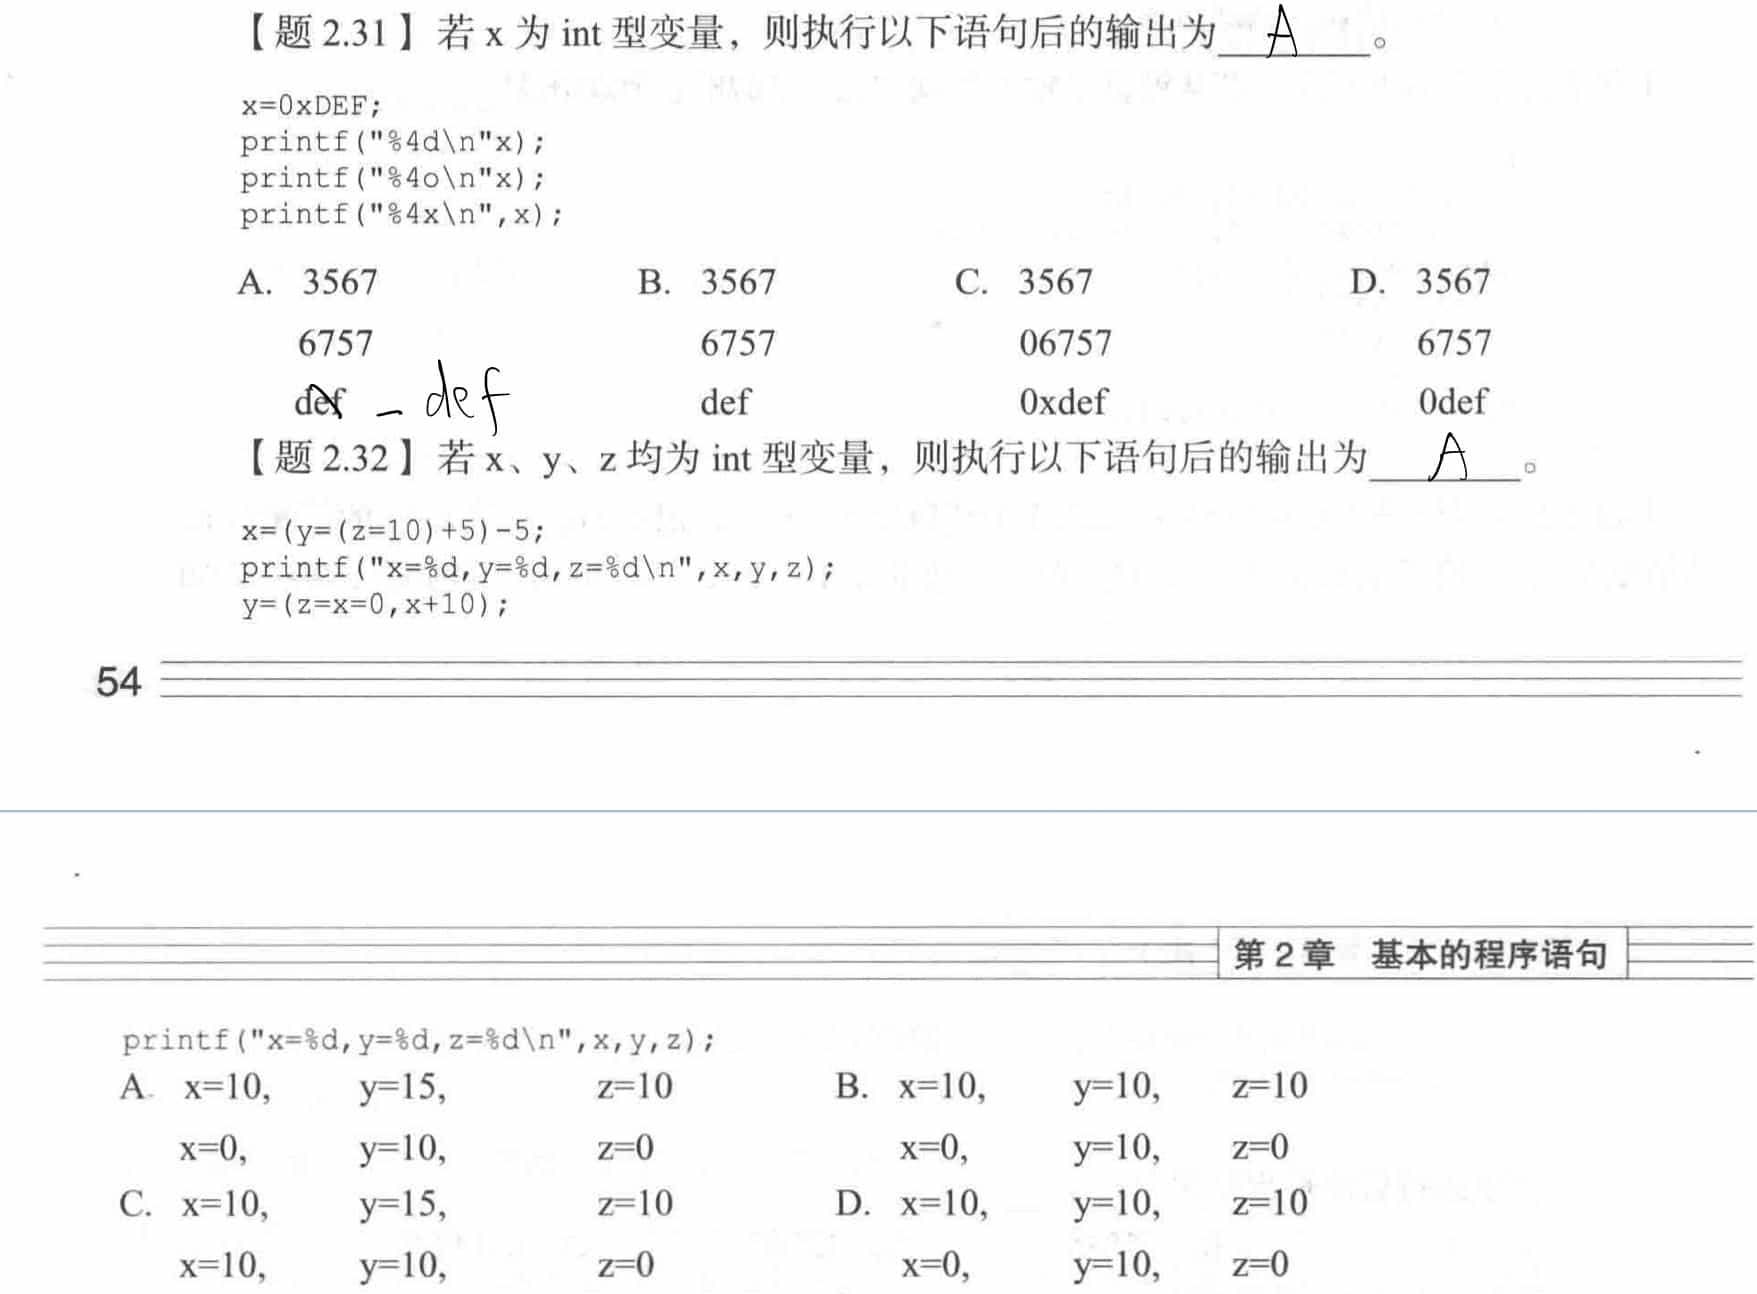 【题 2.31】若 x 为 int 型变量，则执行以下语句后的输出为 A 。
x=0xDEF;
printf("%4d\n"x);
printf("%4o\n"x);
printf("%4x\n",x);
A. 3567 B. 3567 C. 3567 D. 3567
6757 6757 06757 6757
def _def def 0xdef 0def
【题 2.32】若 x、y、z 均为 int 型变量，则执行以下语句后的输出为 A 。
x=(y=(z=10)+5)-5;
printf("x=%d,y=%d,z=%d\n",x,y,z);
y=(z=x=0,x+10);
54
第 2 章 基本的程序语句
printf("x=%d,y=%d,z=%d\n",x,y,z);
A. x=10, y=15, z=10 B. x=10, y=10, z=10
x=0, y=10, z=0 x=0, y=10, z=0
C. x=10, y=15, z=10 D. x=10, y=10, z=10
x=10, y=10, z=0 x=0, y=10, z=0